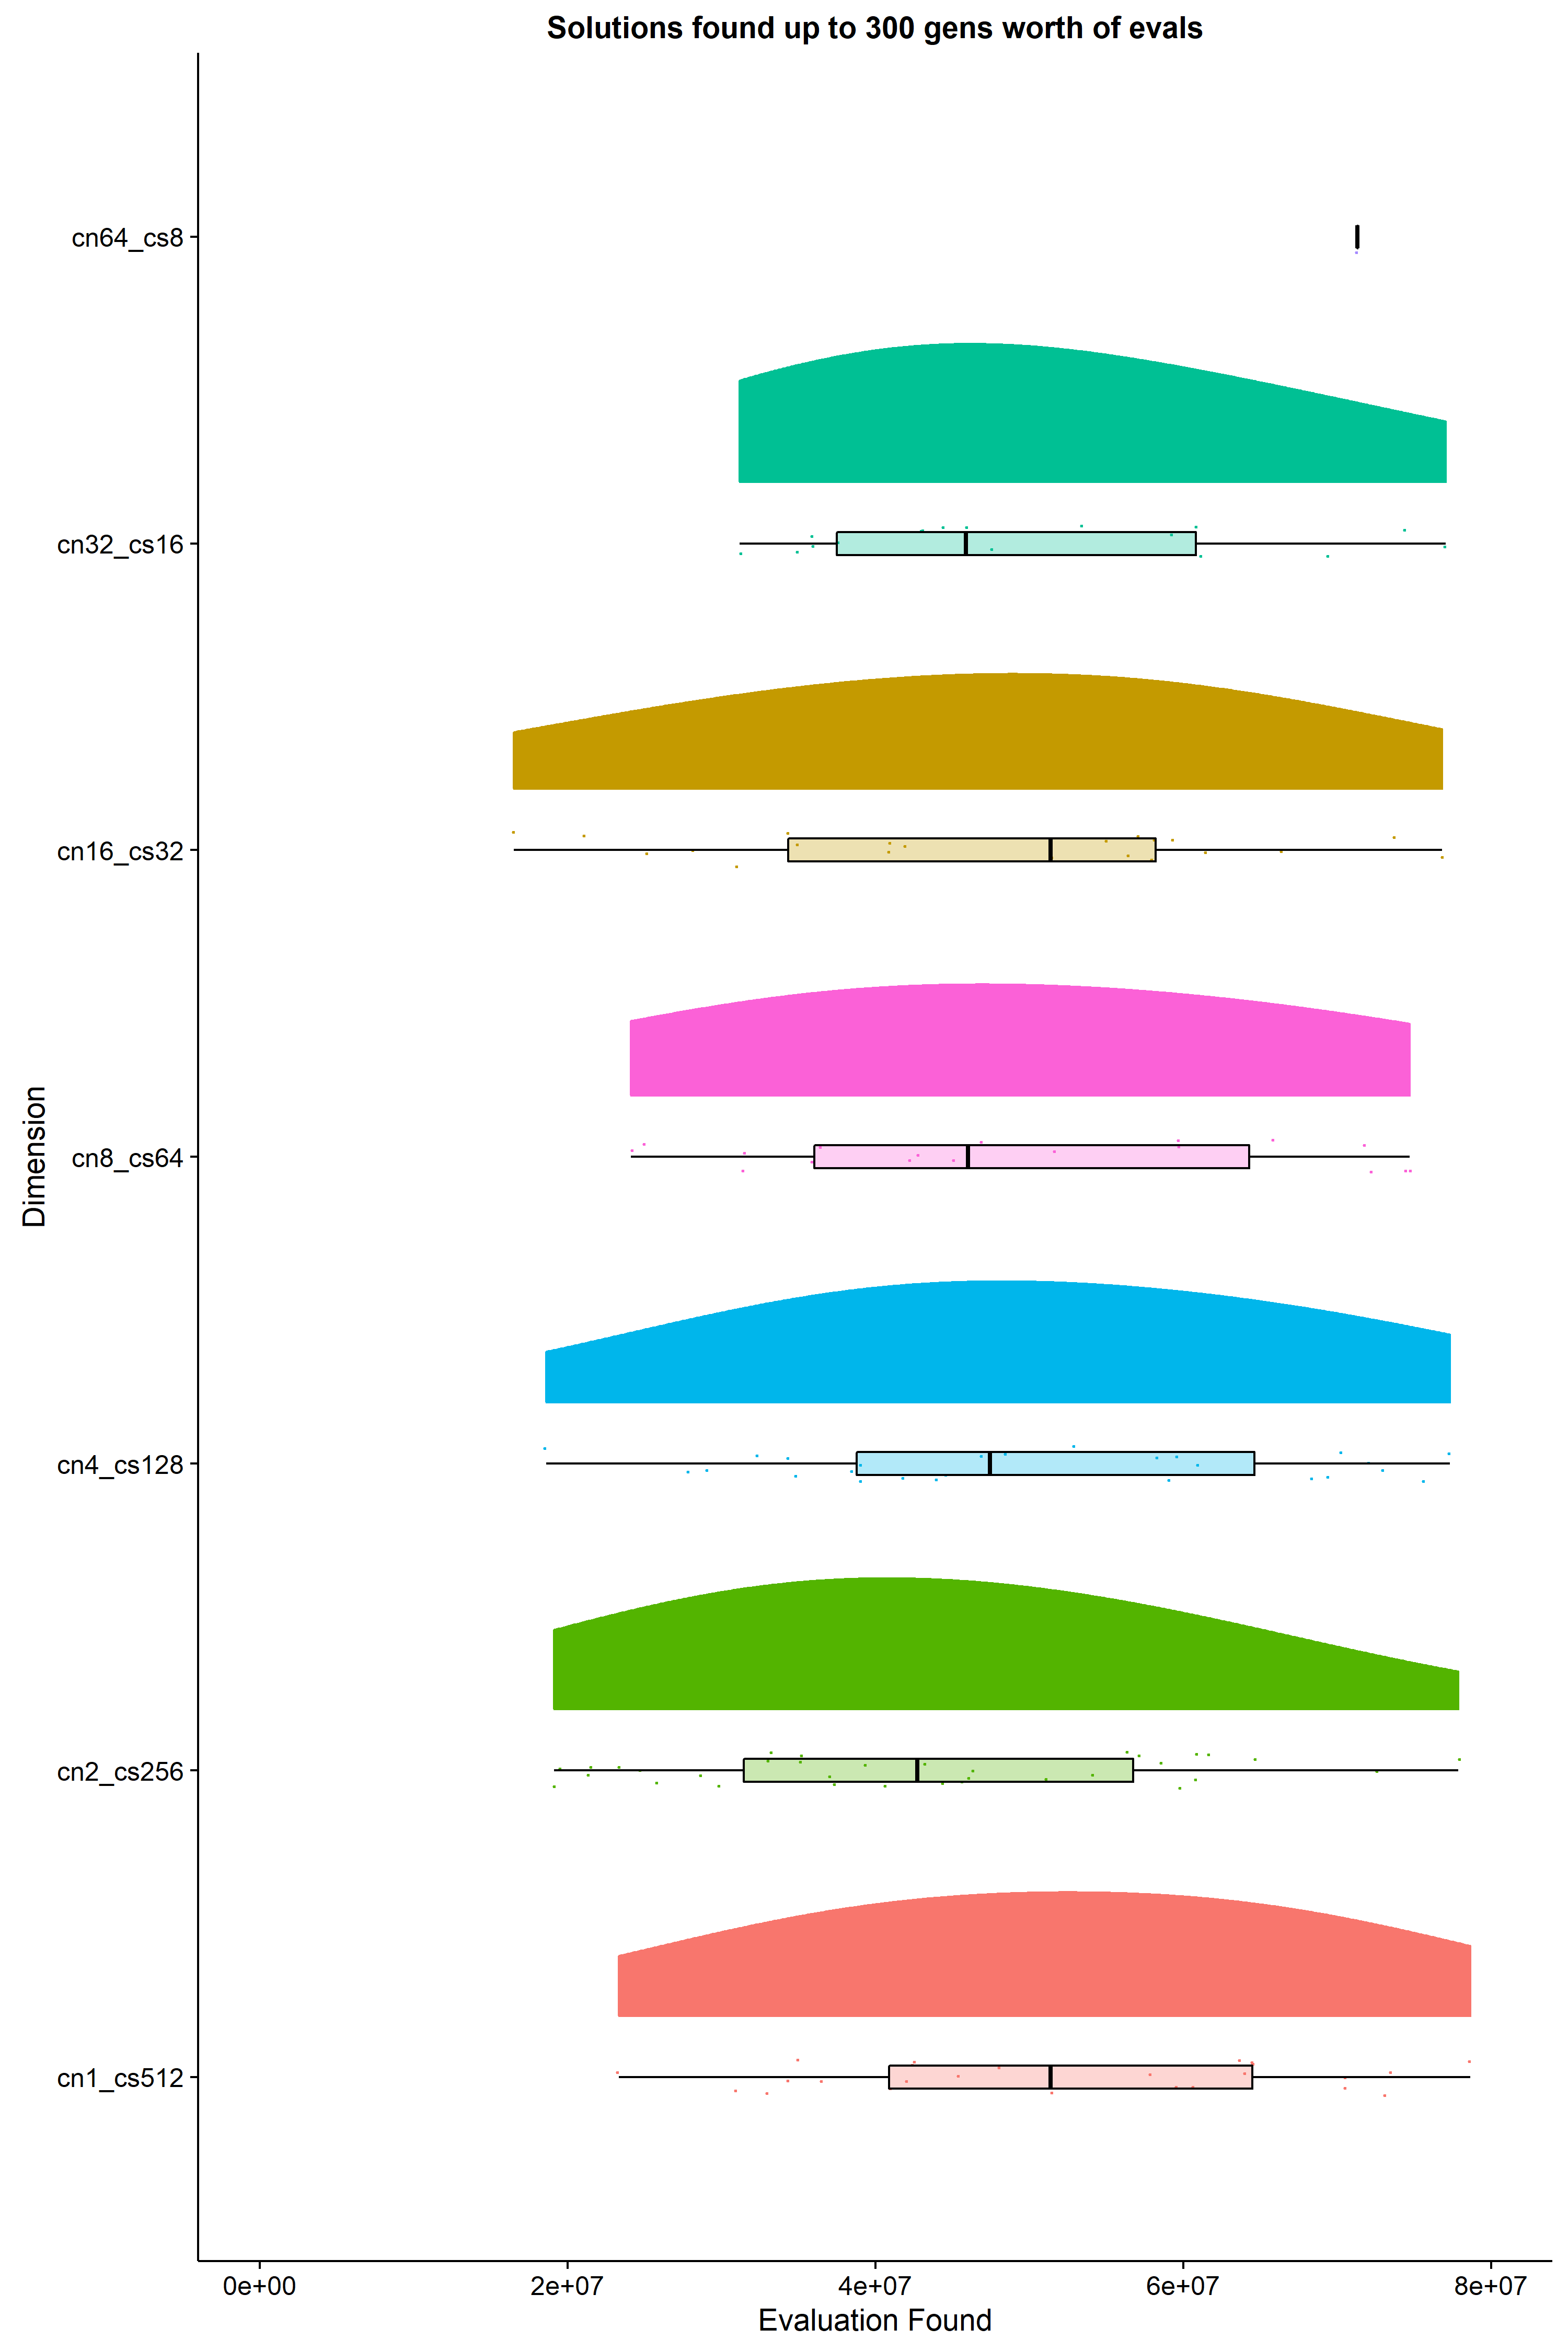 Solutions found up to 300 gens worth of evals
cn64_cs8
cn32_cs16
cn16_cs32
cn8_cs64
cn4_cs128
cn2_cs256
cn1_cs512
Dimension
0e+00
2e+07
4e+07
6e+07
8e+07
Evaluation Found